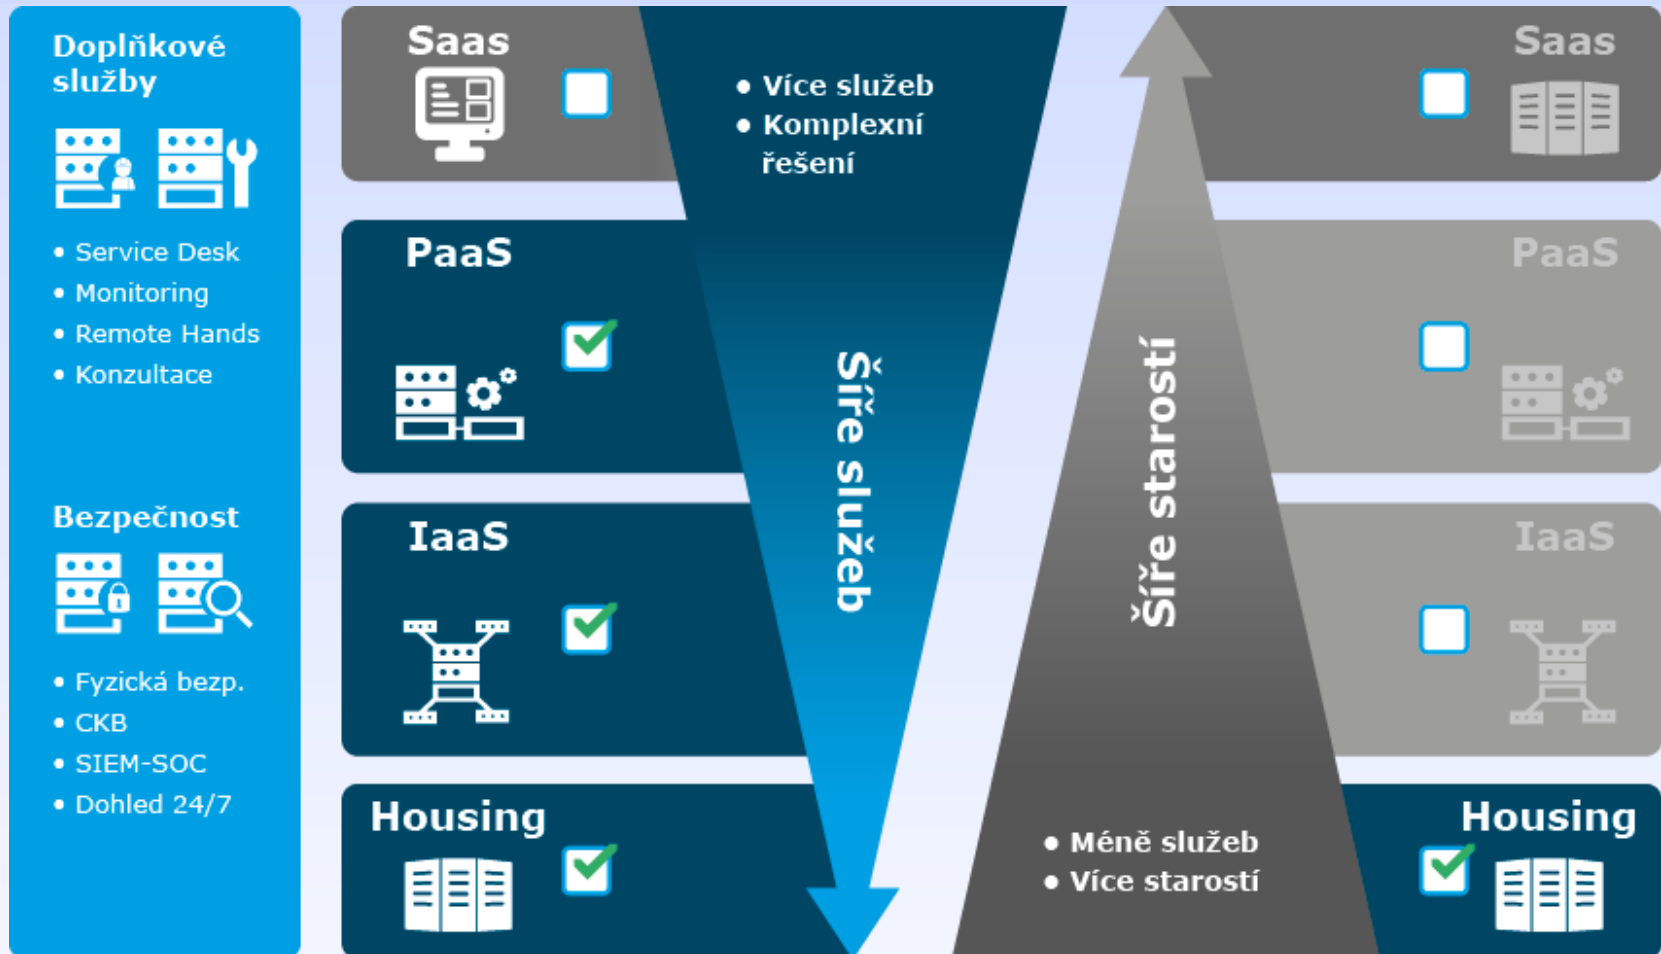 Doplňkové
služby
• Service Desk
• Monitoring
• Remote Hands
• Konzultace
Bezpečnost
• Fyzická bezp.
• CKB
• SIEM-SOC
• Dohled 24/7
Saas
PaaS
IaaS
Housing
• Více služeb
• Komplexní
řešení
Šíře služeb
Šíře starostí
• Méně služeb
• Více starostí
Saas
PaaS
IaaS
Housing